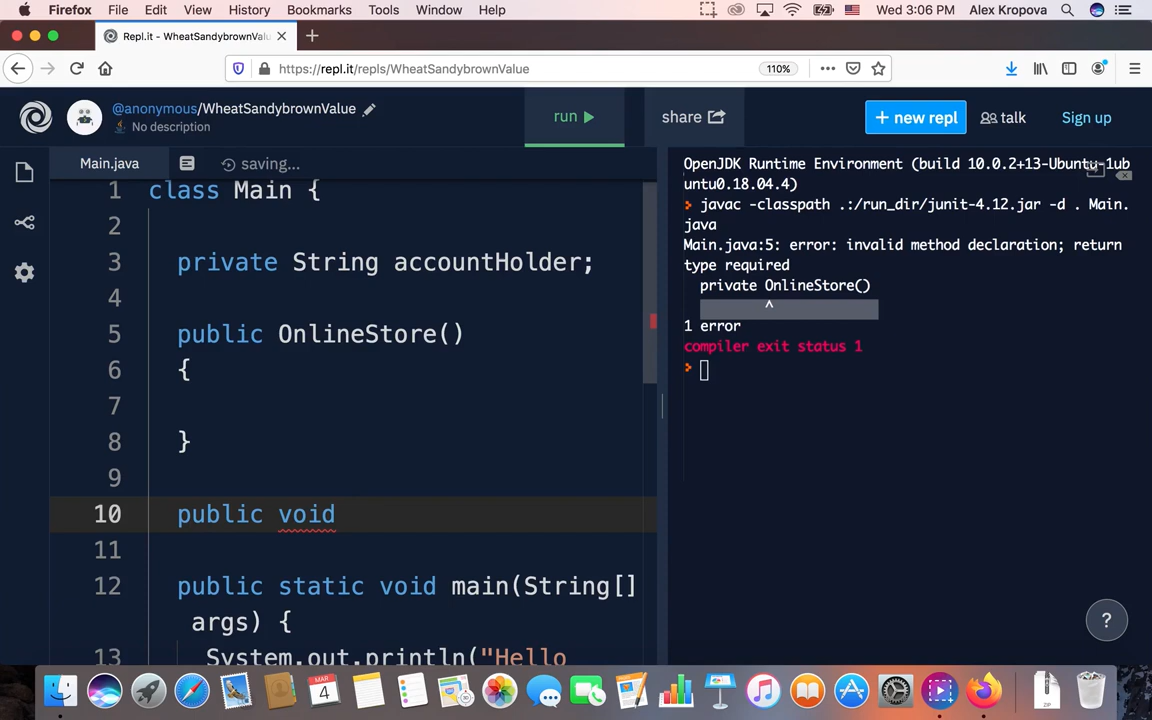 Firefox File Edit View History Bookmarks Tools Window Help Wed 3:06 PM Alex Kropova
Repl.it - WheatSandybrownValu
https://repl.it/repls/WheatSandybrownValue 110%
@anonymous/WheatSandybrownValue
No description
run
share
+ new repl
talk
Sign up
Main.java
saving...
1 class Main {
2
3 private String accountHolder;
4
5 public OnlineStore()
6 {
7
8 }
9
10 public void
11
12 public static void main(String[]
args) {
13 System.out.println("Hello
OpenJDK Runtime Environment (build 10.0.2+13-Ubuntu-1ub
untu0.18.04.4)
javac -classpath .:/run_dir/junit-4.12.jar -d . Main.
java
Main.java:5: error: invalid method declaration; return
type required
private OnlineStore()
^
1 error
compiler exit status 1
?
MAR
4
ZIP